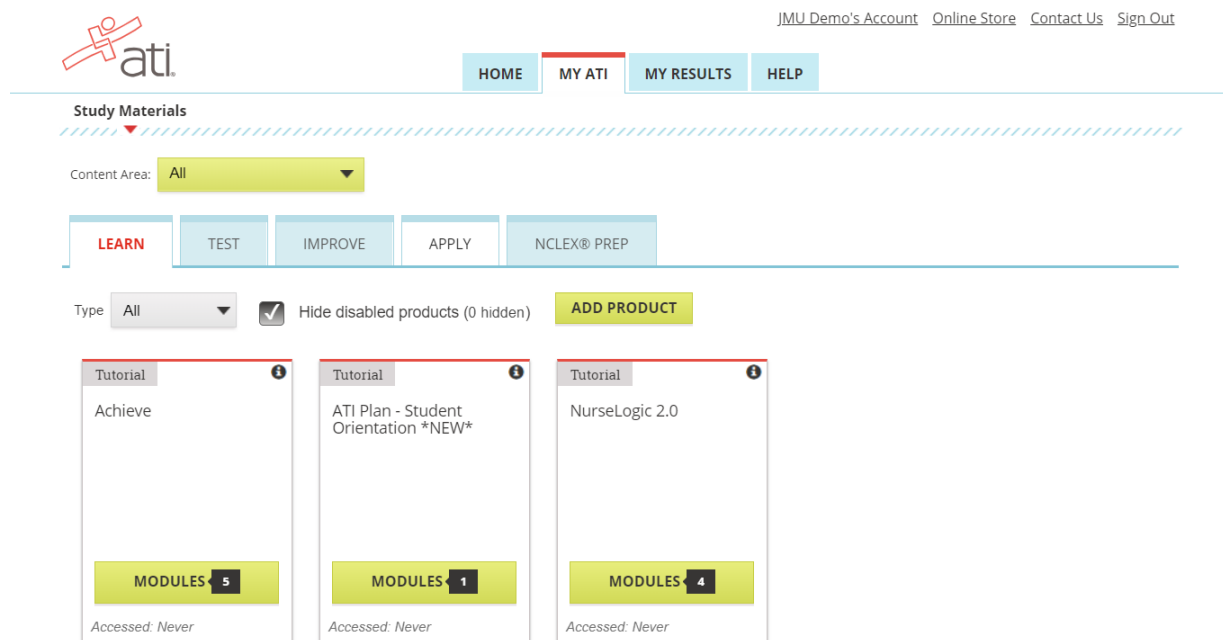 JMU Demo's Account Online Store Contact Us Sign Out
ati®
HOME MY ATI MY RESULTS HELP
Study Materials
Content Area: All
LEARN TEST IMPROVE APPLY NCLEX® PREP
Type All Hide disabled products (0 hidden) ADD PRODUCT
Tutorial
Achieve
MODULES 5
Accessed: Never
Tutorial
ATI Plan - Student
Orientation *NEW*
MODULES 1
Accessed: Never
Tutorial
NurseLogic 2.0
MODULES 4
Accessed: Never